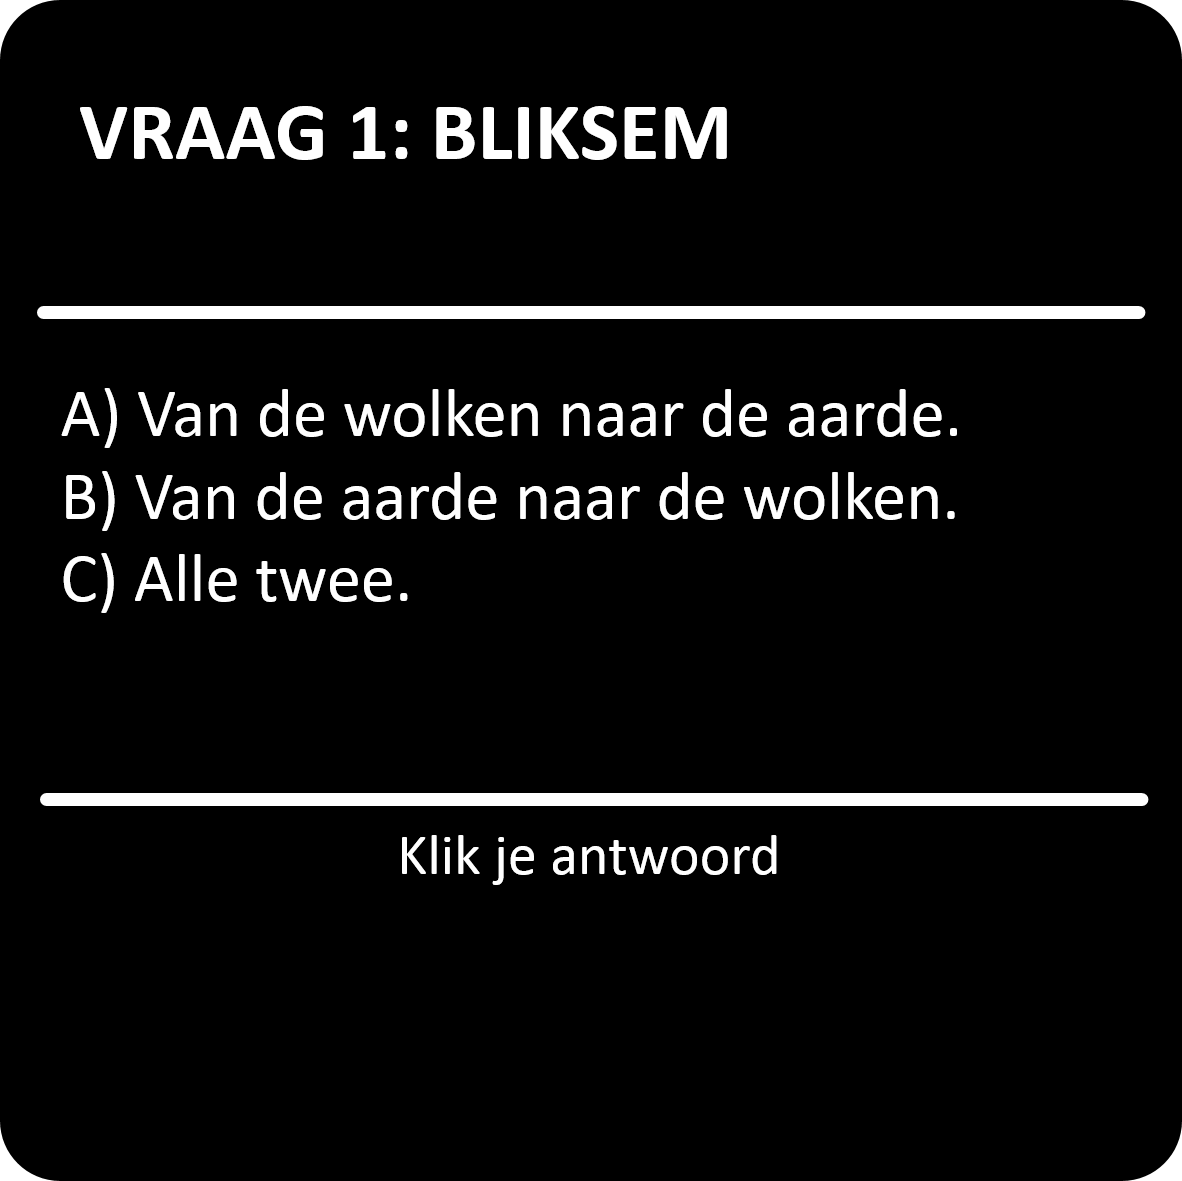 VRAAG 1: BLIKSEM
A) Van de wolken naar de aarde.
B) Van de aarde naar de wolken.
C) Alle twee.
Klik je antwoord